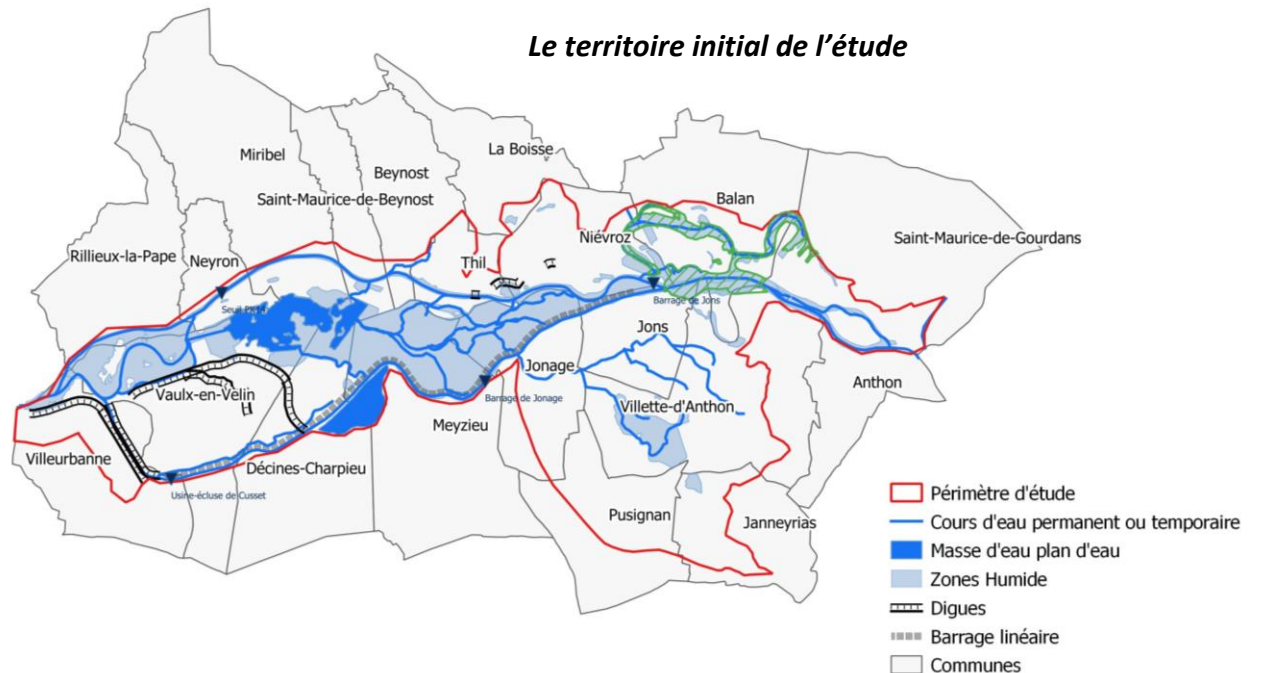 Le territoire initial de l’étude
La Boisse
Miribel
Beynost
Balan
Saint-Maurice-de-Beynost
Niévroz
Saint-Maurice-de-Gourdans
Rillieux-la-Pape
Neyron
Thil
Barrage de Jons
Jons
Jonage
Anthon
Vaulx-en-Velin
Barrage de Jonage
Villette-d'Anthon
Meyzieu
Villeurbanne
Décines-Charpieu
Usine-écluse de Cusset
Pusignan
Janneyrias
Périmètre d'étude
Cours d'eau permanent ou temporaire
Masse d'eau plan d'eau
Zones Humide
Digues
Barrage linéaire
Communes